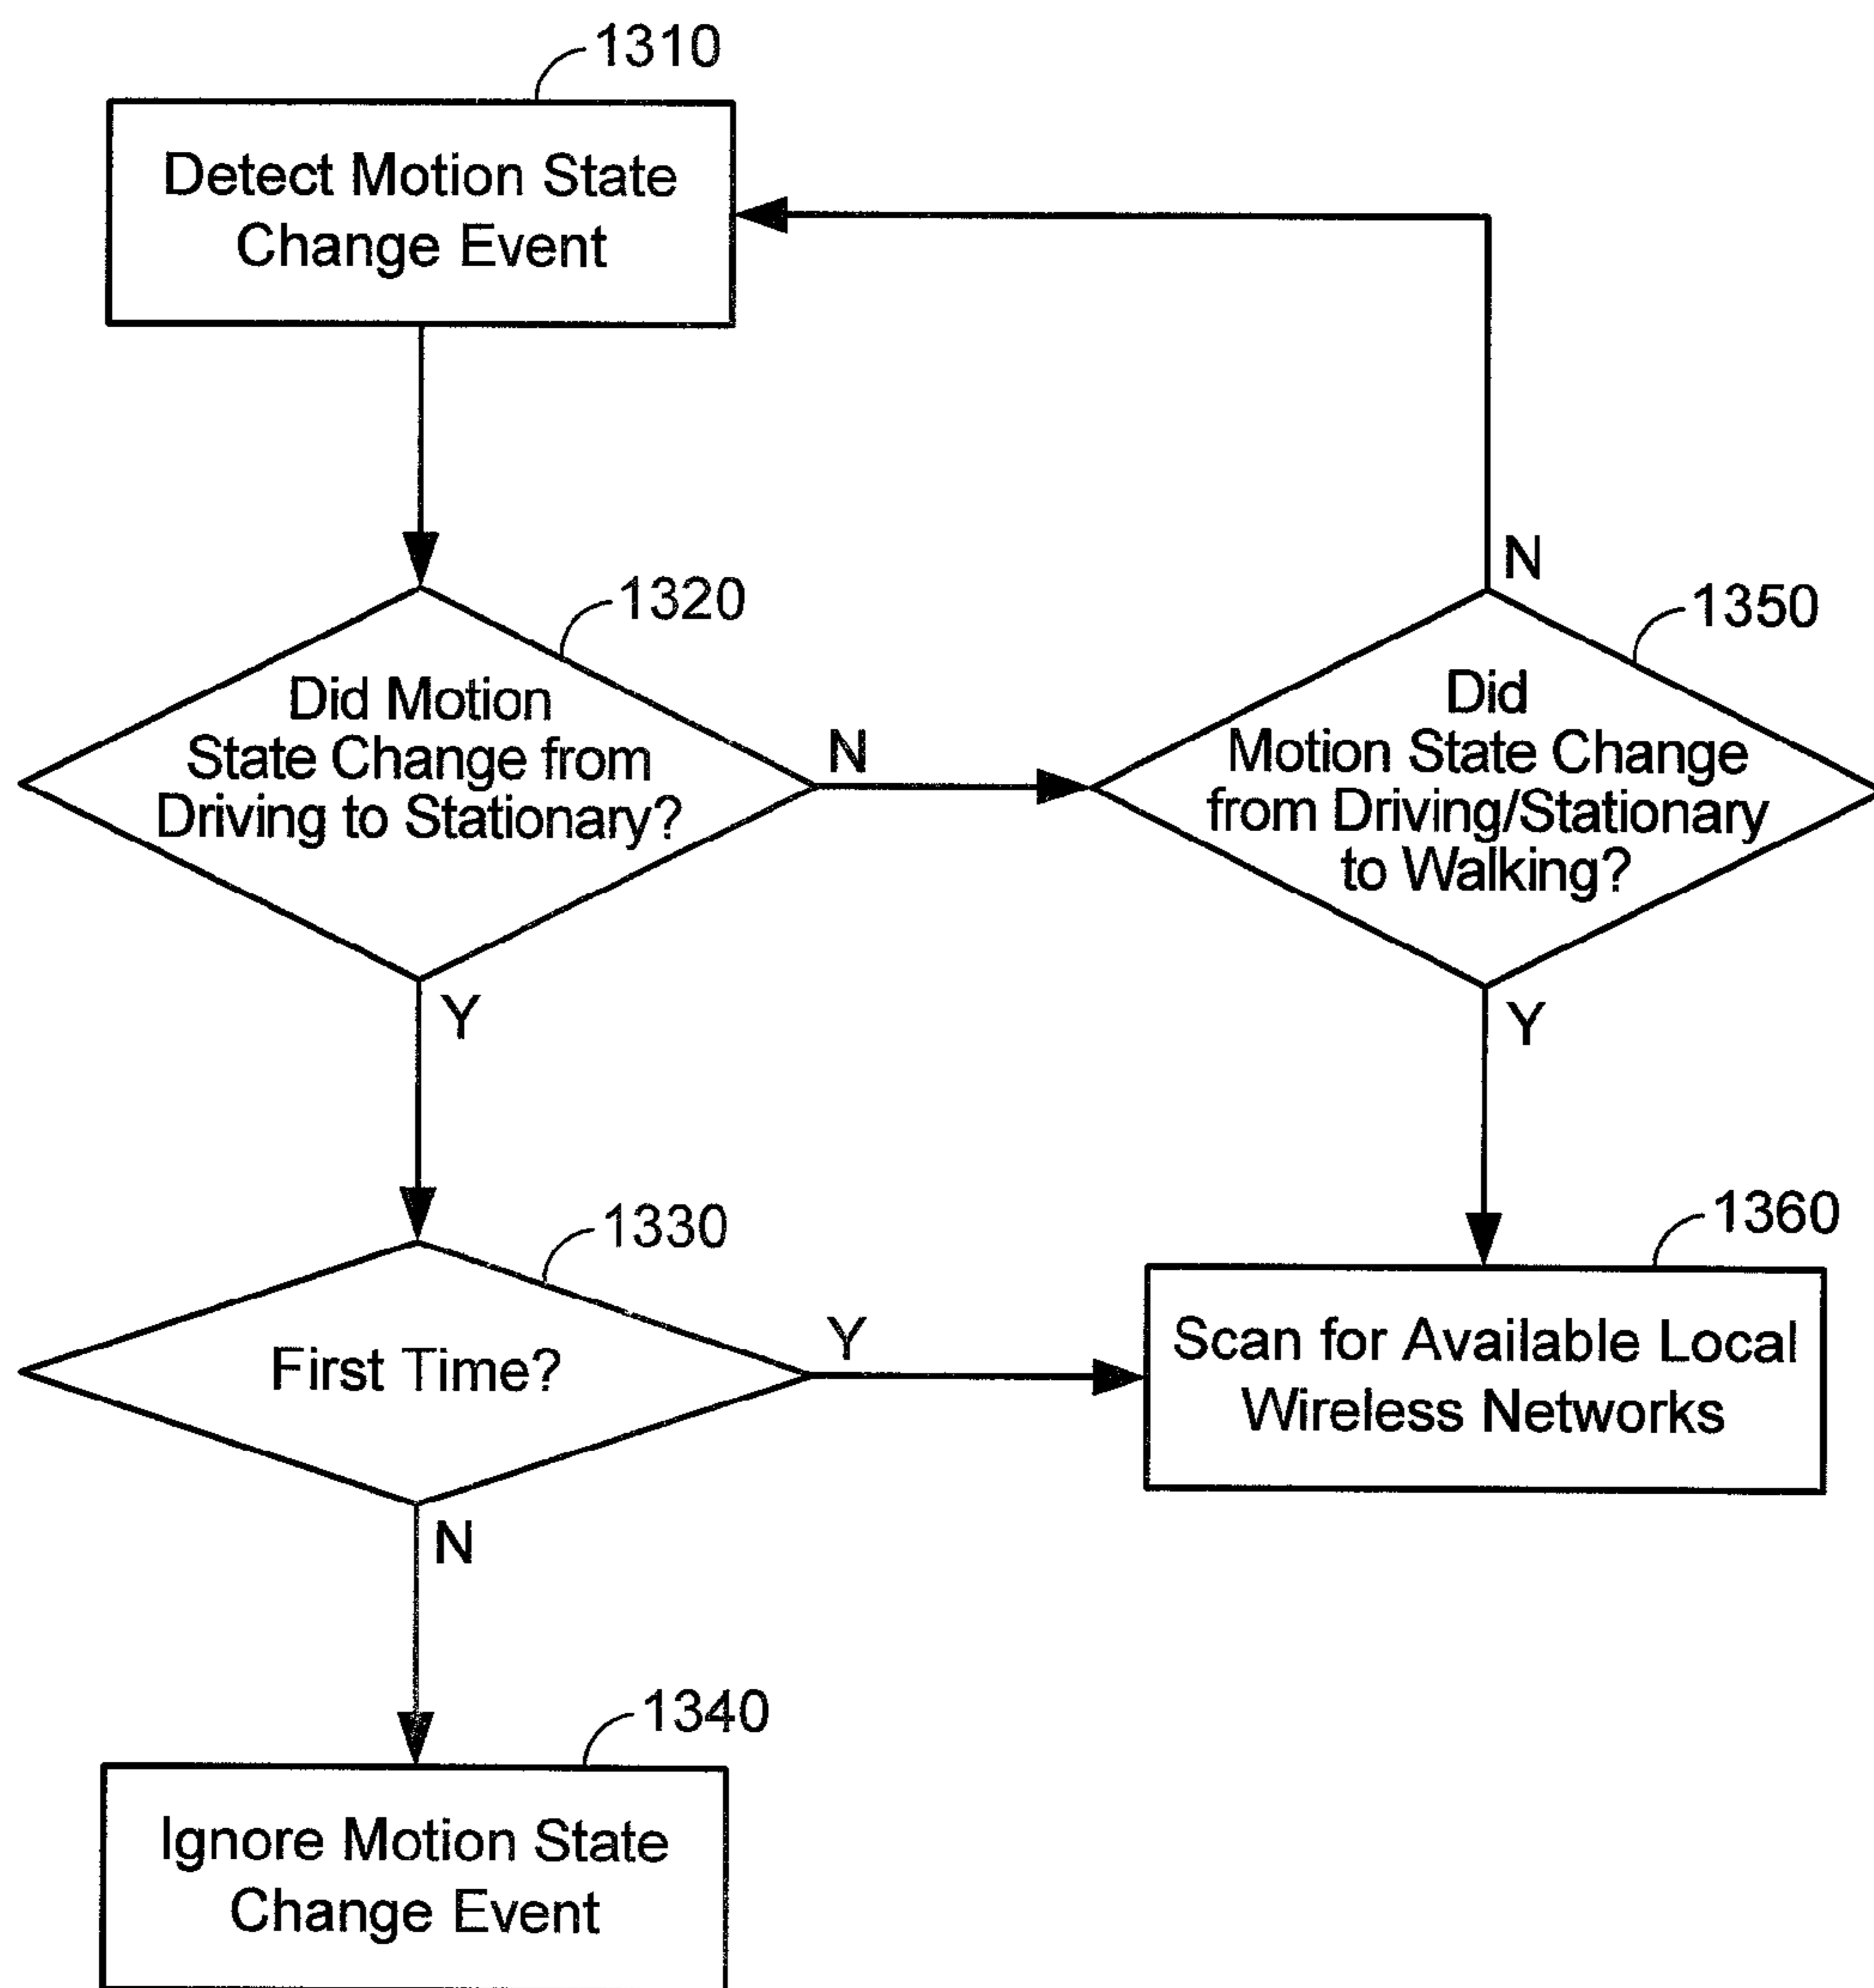 1310
Detect Motion State
Change Event
1320
Did Motion
State Change from
Driving to Stationary?
N
Y
N
1350
Did
Motion State Change
from Driving/Stationary
to Walking?
Y
1330
First Time?
Y
N
1360
Scan for Available Local
Wireless Networks
1340
Ignore Motion State
Change Event